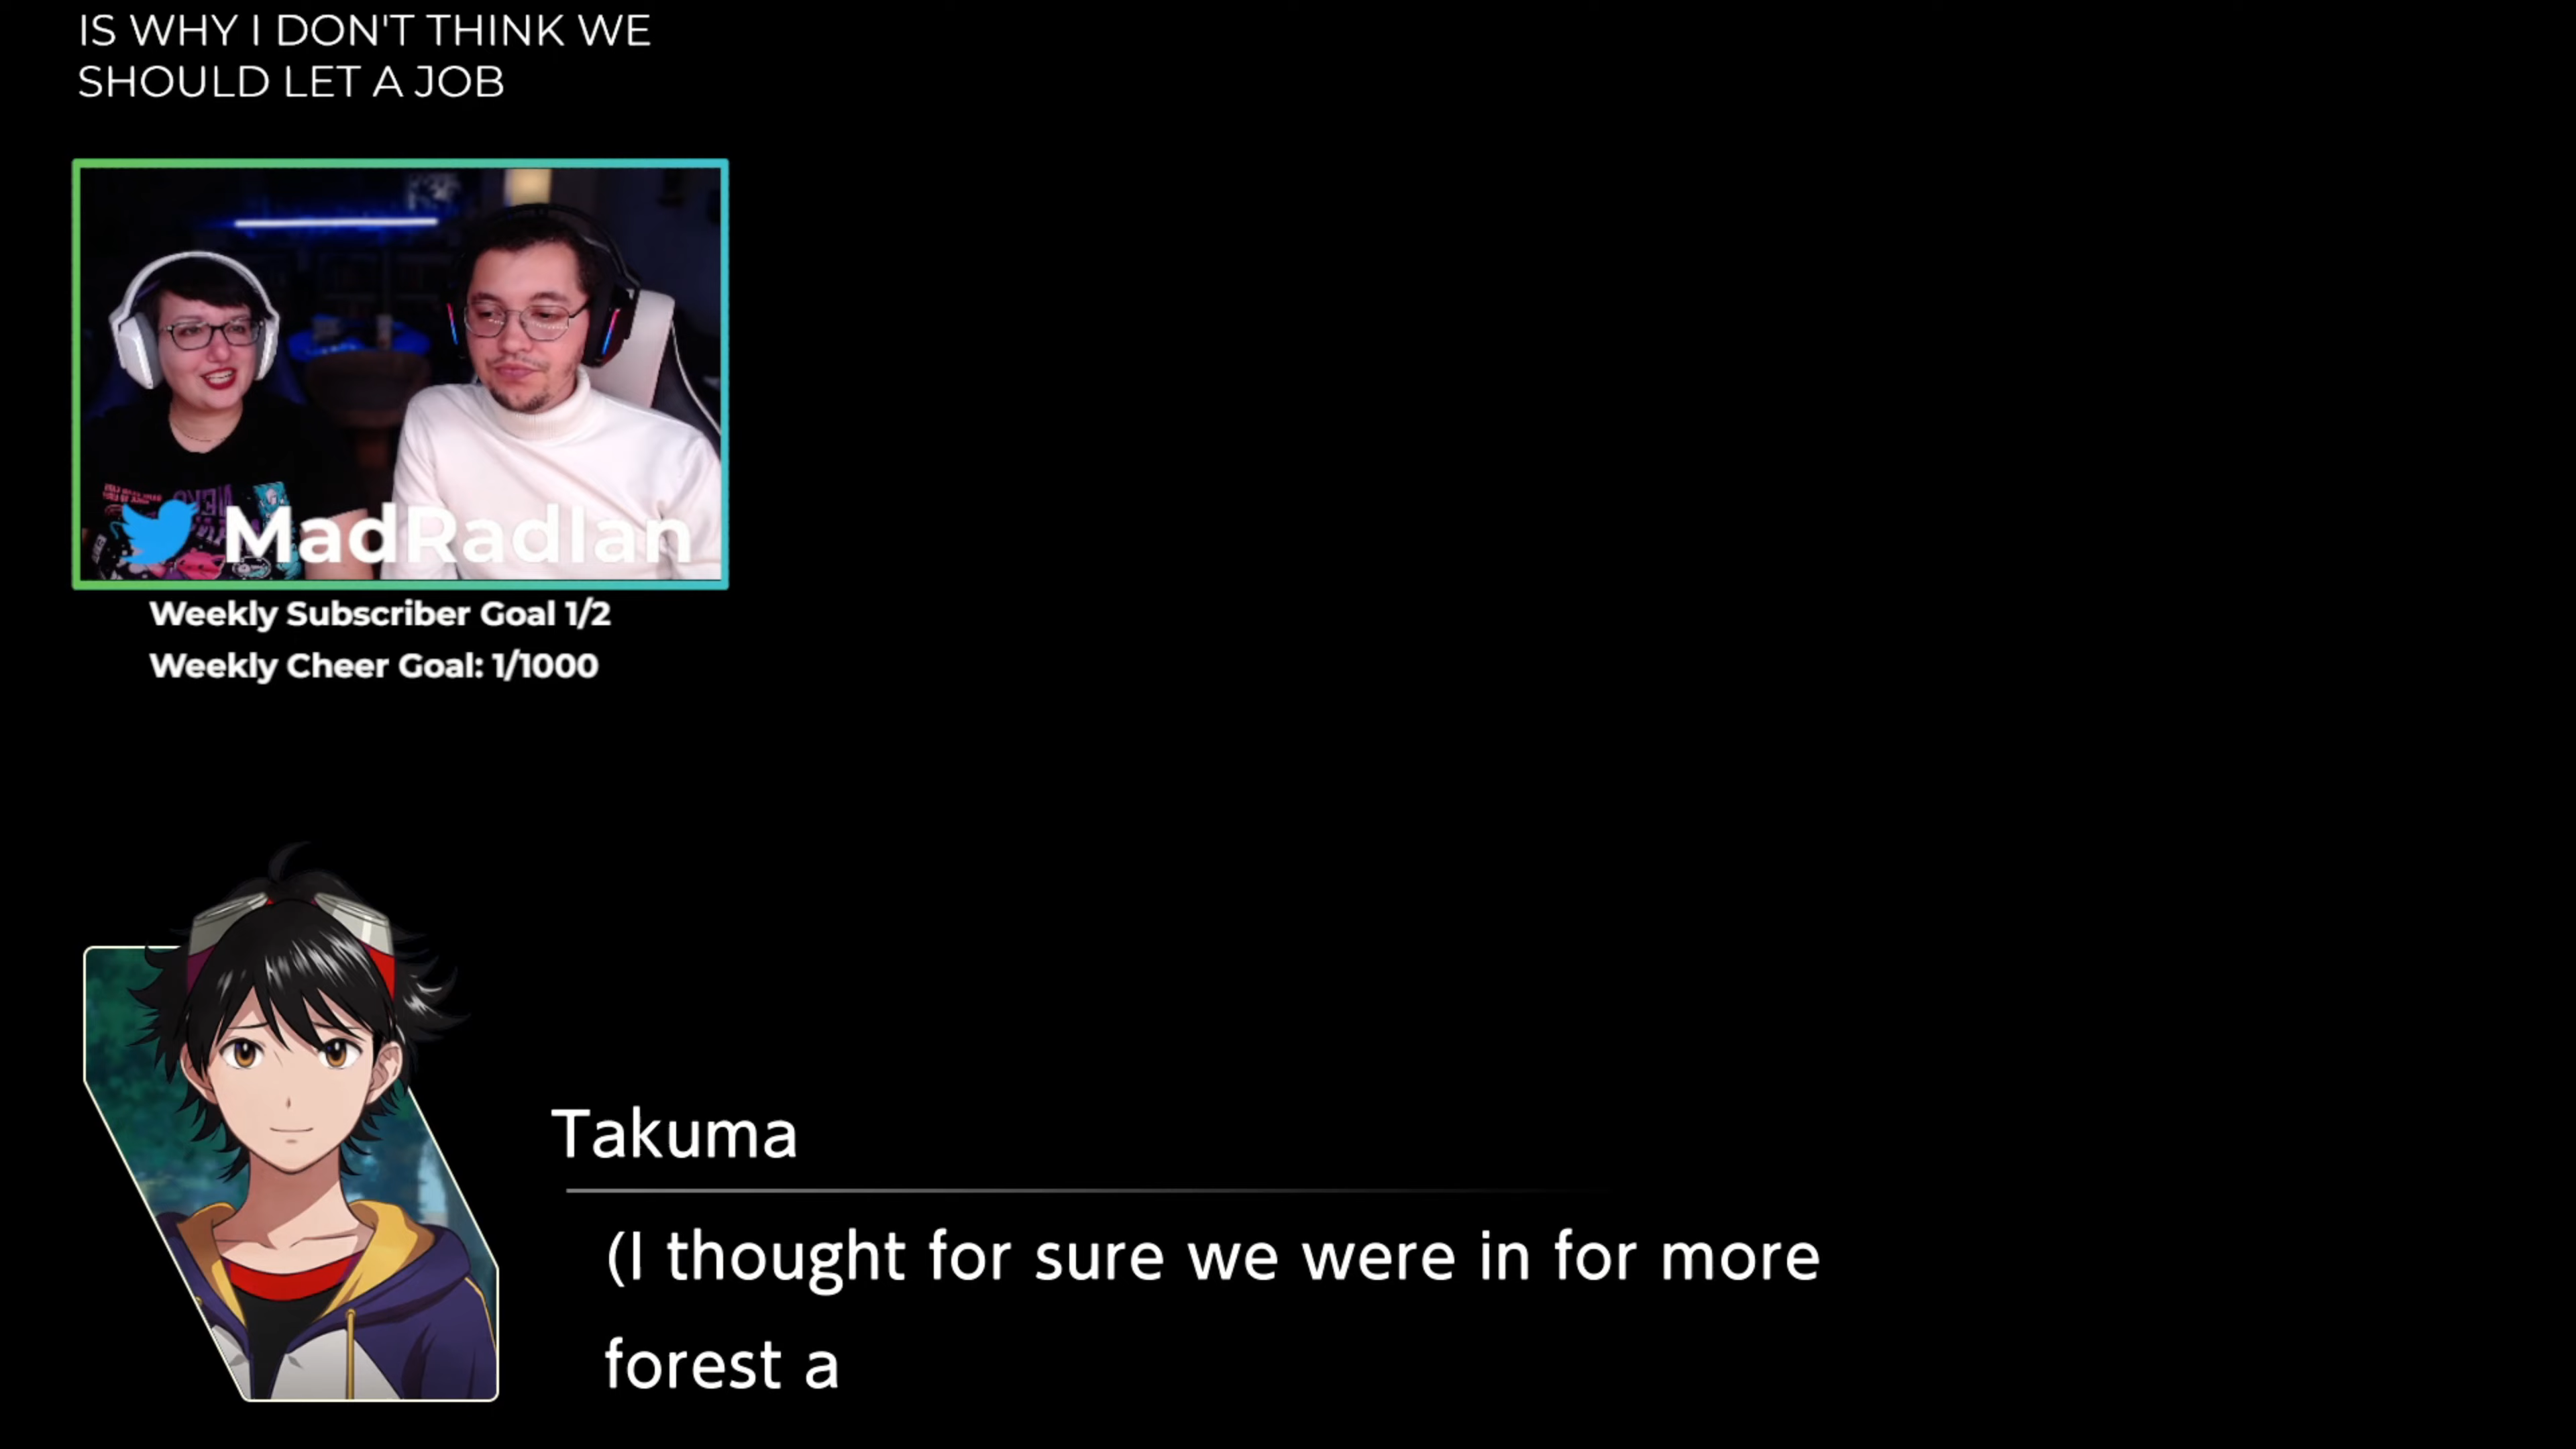 IS WHY I DON'T THINK WE
SHOULD LET A JOB
MadRadIan
Weekly Subscriber Goal 1/2
Weekly Cheer Goal: 1/1000
Takuma
(I thought for sure we were in for more
forest a